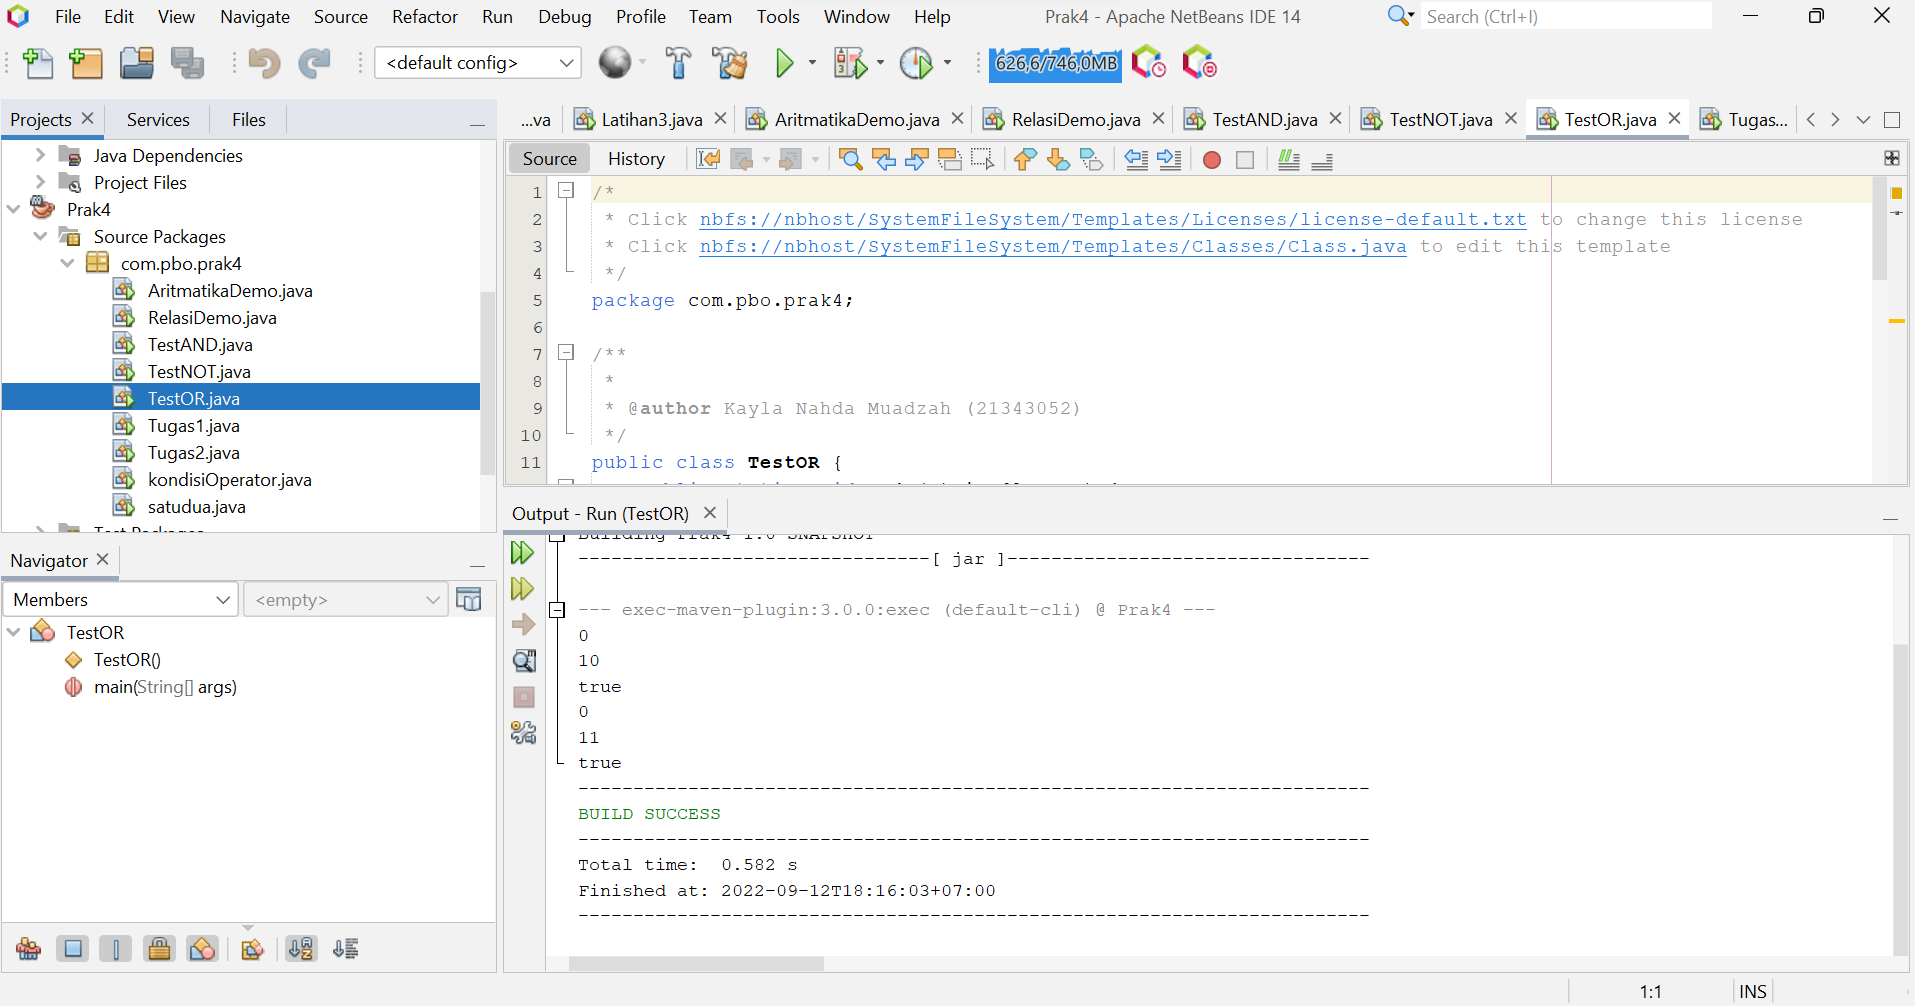 File Edit View Navigate Source Refactor Run Debug Profile Team Tools Window Help Prak4 - Apache NetBeans IDE 14 Search (Ctrl+I)
<default config> 626,6/746,0MB
Projects Services Files
...va Latihan3.java AritmatikaDemo.java RelasiDemo.java TestAND.java TestNOT.java TestOR.java Tugas...
Source History
Java Dependencies
Project Files
Prak4
Source Packages
com.pbo.prak4
AritmatikaDemo.java
RelasiDemo.java
TestAND.java
TestNOT.java
TestOR.java
Tugas1.java
Tugas2.java
kondisiOperator.java
satudua.java
Test Packages
1 /*
2 * Click nbfs://nbhost/SystemFileSystem/Templates/Licenses/license-default.txt to change this license
3 * Click nbfs://nbhost/SystemFileSystem/Templates/Classes/Class.java to edit this template
4 */
5 package com.pbo.prak4;
6
7 /**
8 *
9 * @author Kayla Nahda Muadzah (21343052)
10 */
11 public class TestOR {
Navigator
Members <empty>
TestOR
TestOR()
main(String[] args)
Output - Run (TestOR)
Building Prak4 1.0-SNAPSHOT
--------------------------------[ jar ]---------------------------------
--- exec-maven-plugin:3.0.0:exec (default-cli) @ Prak4 ---
0
10
true
0
11
true
------------------------------------------------------------------------
BUILD SUCCESS
------------------------------------------------------------------------
Total time:  0.582 s
Finished at: 2022-09-12T18:16:03+07:00
------------------------------------------------------------------------
1:1 INS